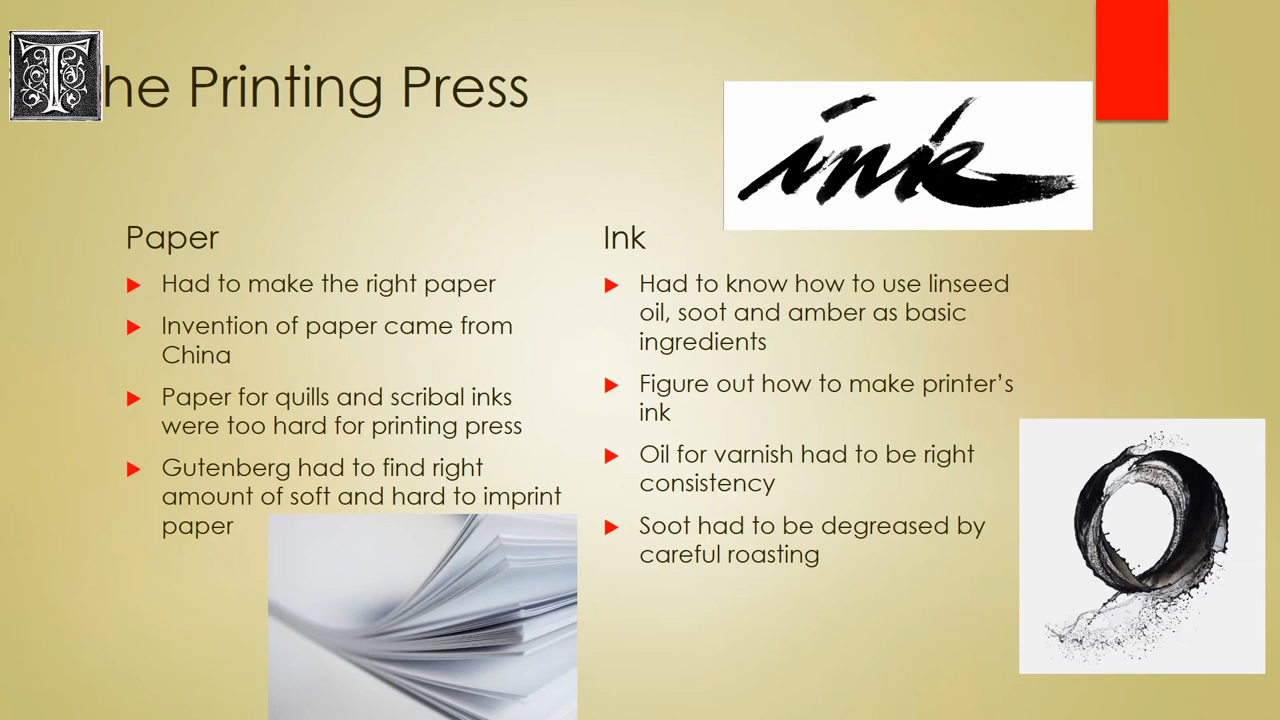 The Printing Press
ink
Paper
Had to make the right paper
Invention of paper came from
China
Paper for quills and scribal inks
were too hard for printing press
Gutenberg had to find right
amount of soft and hard to imprint
paper
Ink
Had to know how to use linseed
oil, soot and amber as basic
ingredients
Figure out how to make printer’s
ink
Oil for varnish had to be right
consistency
Soot had to be degreased by
careful roasting